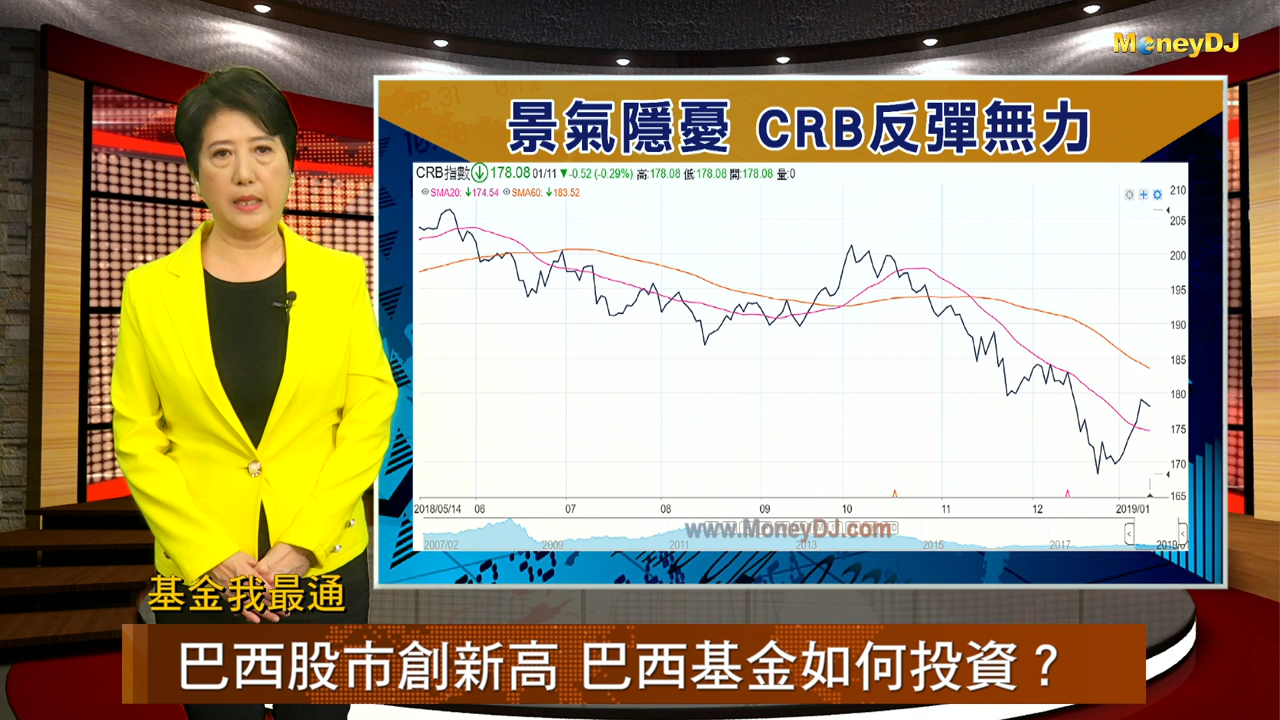 MoneyDJ
景氣隱憂 CRB反彈無力
CRB指數 178.08 01/11 ▼-0.52 (-0.29%) 高:178.08 低:178.08 開:178.08 量:0
SMA20: 174.54 SMA60: 183.52
210
205
200
195
190
185
180
175
170
165
2018/05/14 06 07 08 09 10 11 12 2019/01
www.MoneyDJ.com
2007/02 2009 2011 2013 2015 2017
基金我最通
巴西股市創新高 巴西基金如何投資？